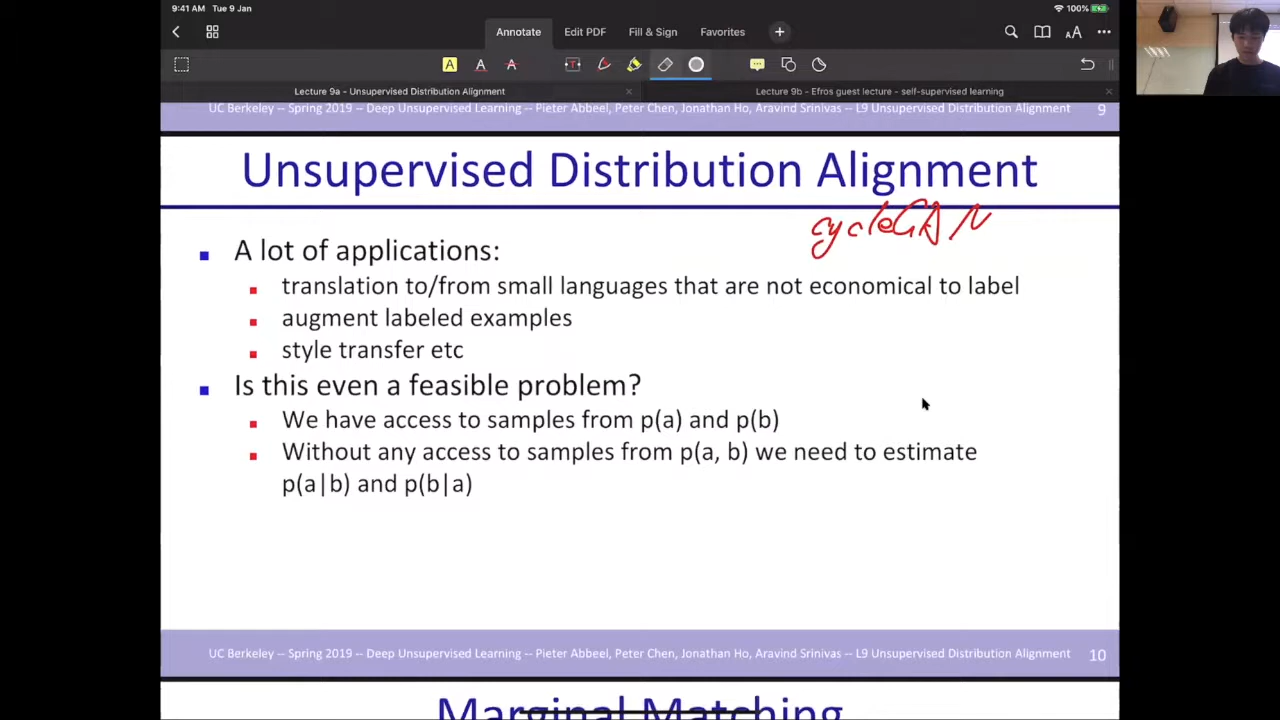 9:41 AM Tue 9 Jan
100%
Annotate Edit PDF Fill & Sign Favorites
AA
A A A T
Lecture 9a - Unsupervised Distribution Alignment
Lecture 9b - Efros guest lecture - self-supervised learning
UC Berkeley -- Spring 2019 -- Deep Unsupervised Learning -- Pieter Abbeel, Peter Chen, Jonathan Ho, Aravind Srinivas -- L9 Unsupervised Distribution Alignment 9
Unsupervised Distribution Alignment
cycleGAN
A lot of applications:
translation to/from small languages that are not economical to label
augment labeled examples
style transfer etc
Is this even a feasible problem?
We have access to samples from p(a) and p(b)
Without any access to samples from p(a, b) we need to estimate
p(a|b) and p(b|a)
UC Berkeley -- Spring 2019 -- Deep Unsupervised Learning -- Pieter Abbeel, Peter Chen, Jonathan Ho, Aravind Srinivas -- L9 Unsupervised Distribution Alignment 10
Marginal Matching